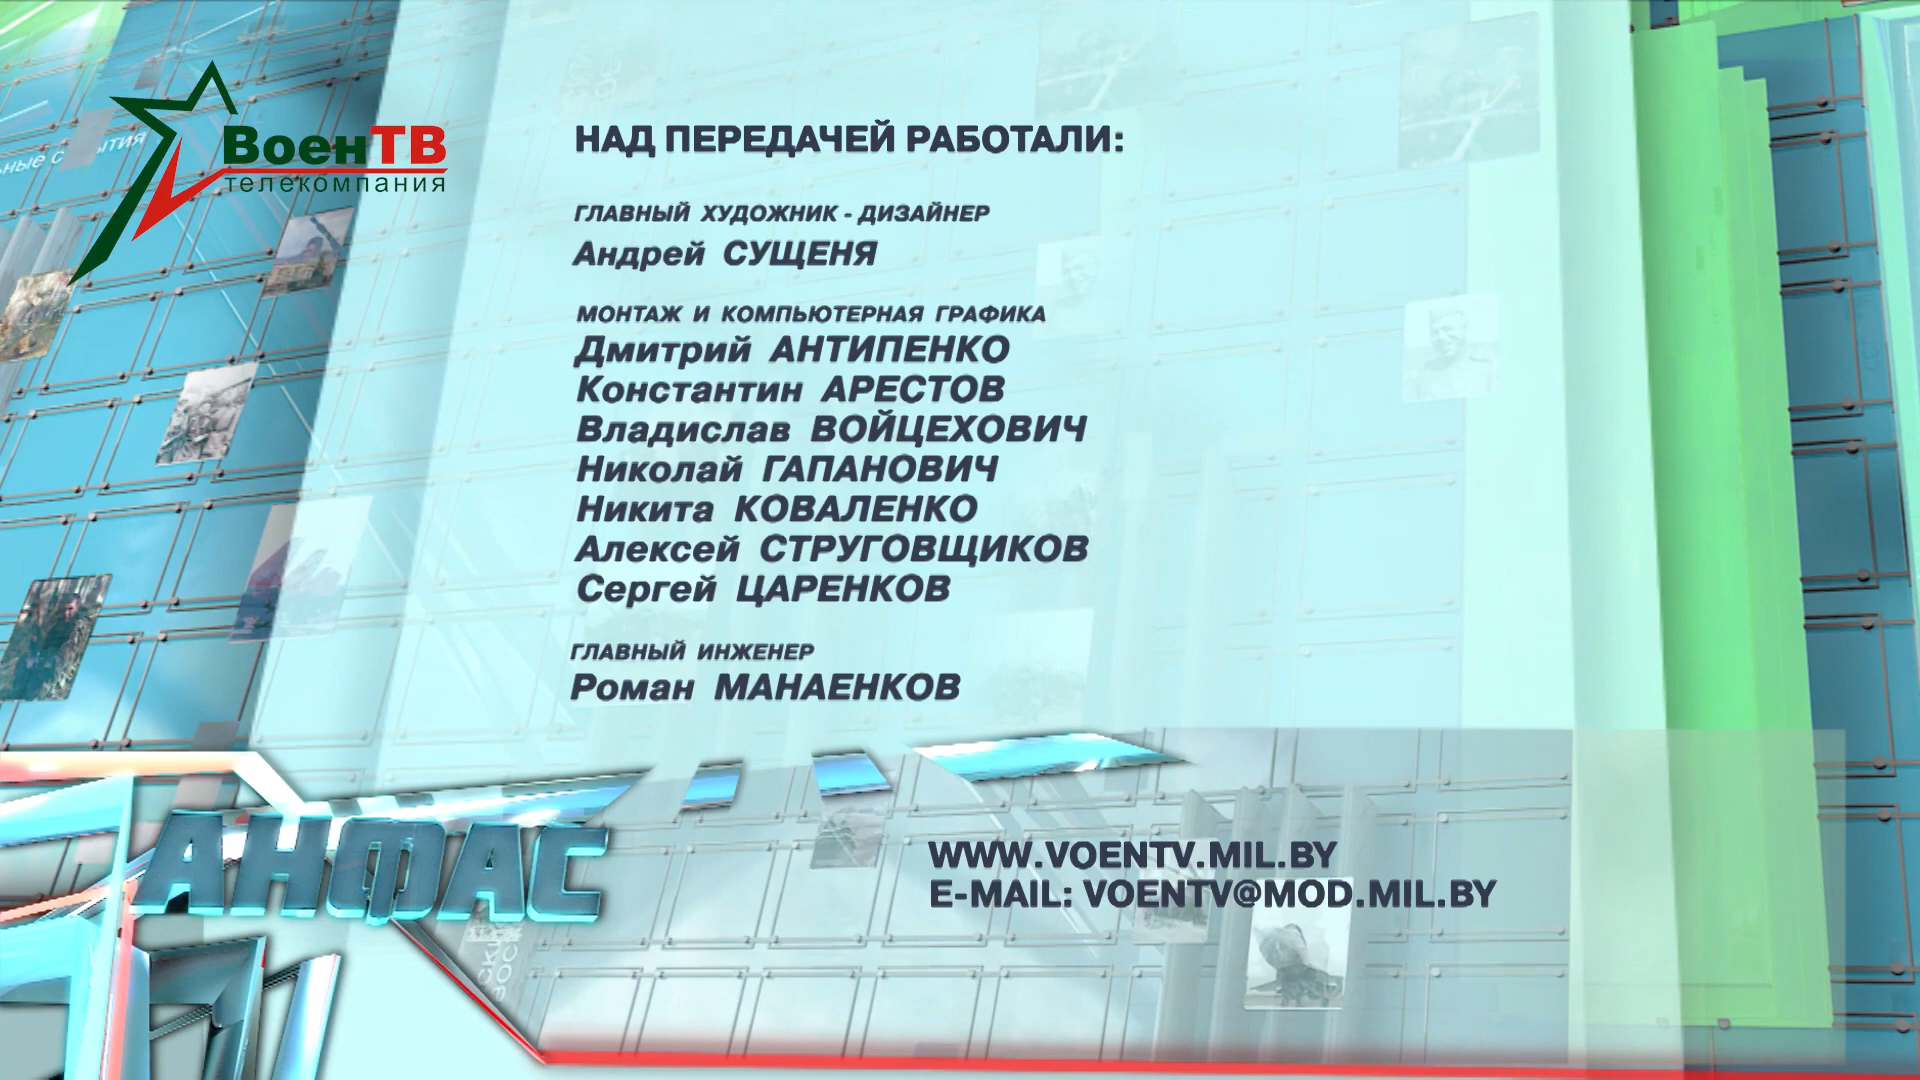 ВоенТВ
телекомпания
НАД ПЕРЕДАЧЕЙ РАБОТАЛИ:
ГЛАВНЫЙ ХУДОЖНИК - ДИЗАЙНЕР
Андрей СУЩЕНЯ
МОНТАЖ И КОМПЬЮТЕРНАЯ ГРАФИКА
Дмитрий АНТИПЕНКО
Константин АРЕСТОВ
Владислав ВОЙЦЕХОВИЧ
Николай ГАПАНОВИЧ
Никита КОВАЛЕНКО
Алексей СТРУГОВЩИКОВ
Сергей ЦАРЕНКОВ
ГЛАВНЫЙ ИНЖЕНЕР
Роман МАНАЕНКОВ
АНФАС
WWW.VOENTV.MIL.BY
E-MAIL: VOENTV@MOD.MIL.BY